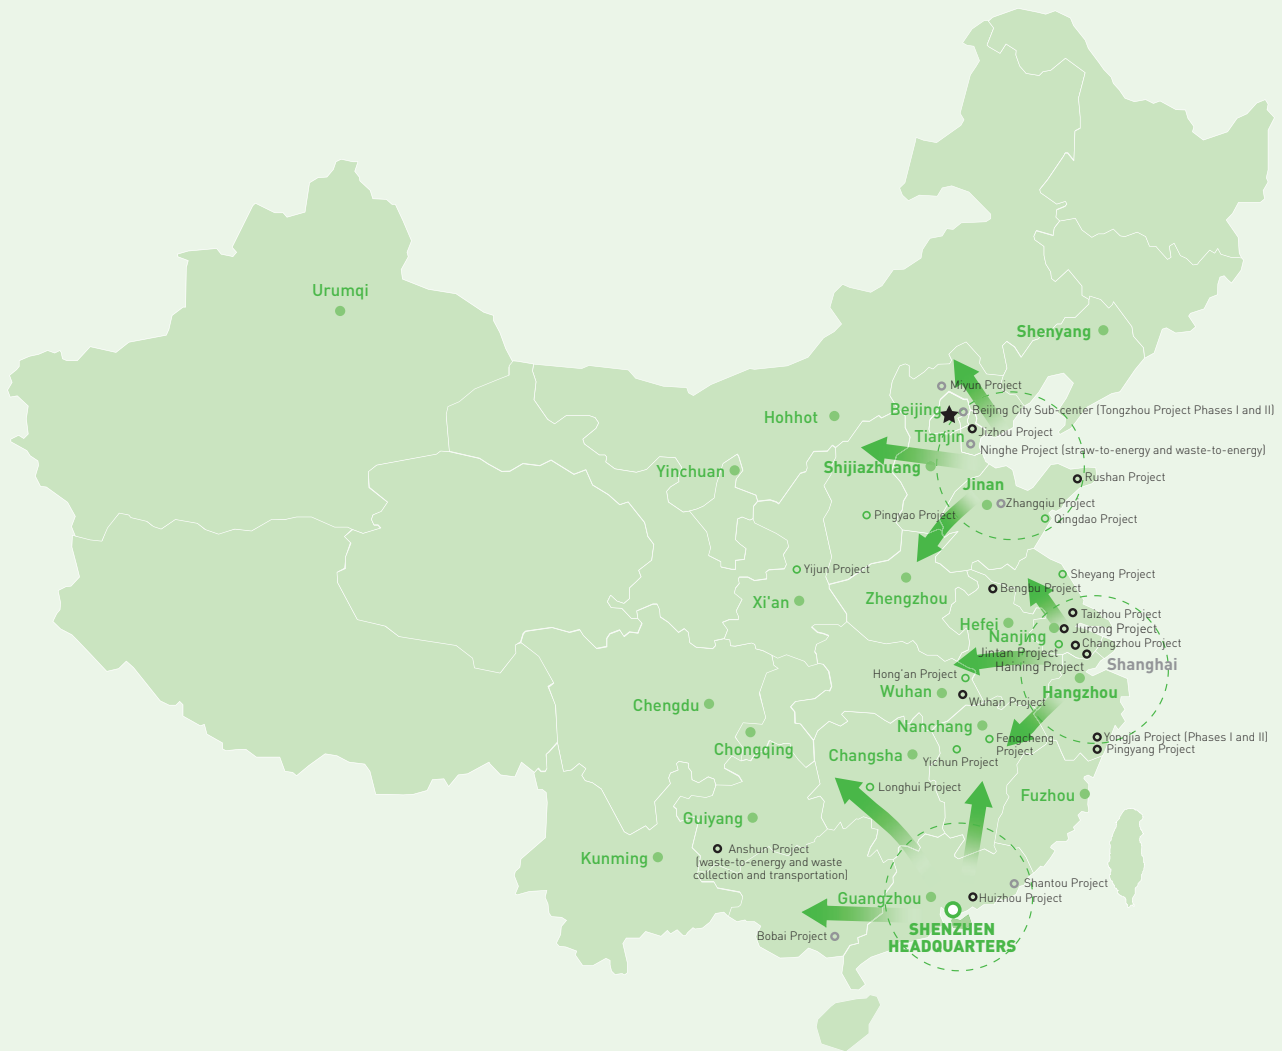 Urumqi
Shenyang
Miyun Project
Beijing
Beijing City Sub-center (Tongzhou Project Phases I and II)
Hohhot
Jizhou Project
Tianjin
Ninghe Project (straw-to-energy and waste-to-energy)
Shijiazhuang
Yinchuan
Rushan Project
Jinan
Zhangqiu Project
Pingyao Project
Qingdao Project
Yijun Project
Sheyang Project
Bengbu Project
Zhengzhou
Xi'an
Taizhou Project
Hefei
Jurong Project
Nanjing
Changzhou Project
Jintan Project
Haining Project
Shanghai
Hong'an Project
Wuhan
Hangzhou
Wuhan Project
Chengdu
Nanchang
Fengcheng
Project
Yongjia Project (Phases I and II)
Pingyang Project
Chongqing
Changsha
Yichun Project
Longhui Project
Fuzhou
Guiyang
Anshun Project
(waste-to-energy and waste
collection and transportation)
Kunming
Shantou Project
Guangzhou
Huizhou Project
SHENZHEN
HEADQUARTERS
Bobai Project